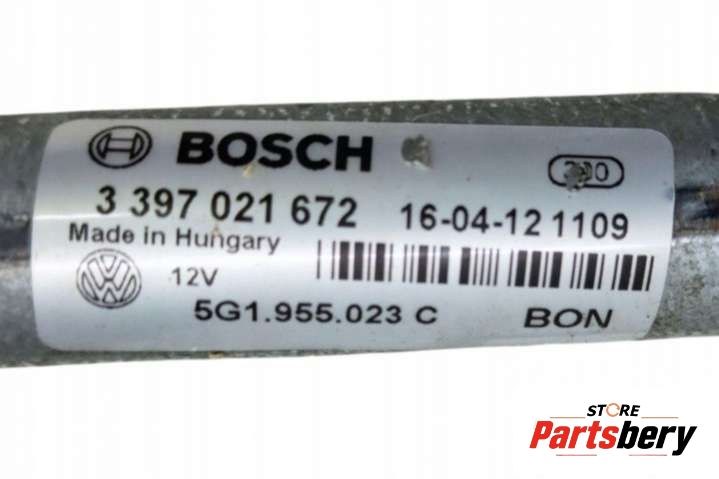 BOSCH
3 397 021 672 16-04-12 1109
Made in Hungary
12V
5G1.955.023 C BON
STORE
Partsbery